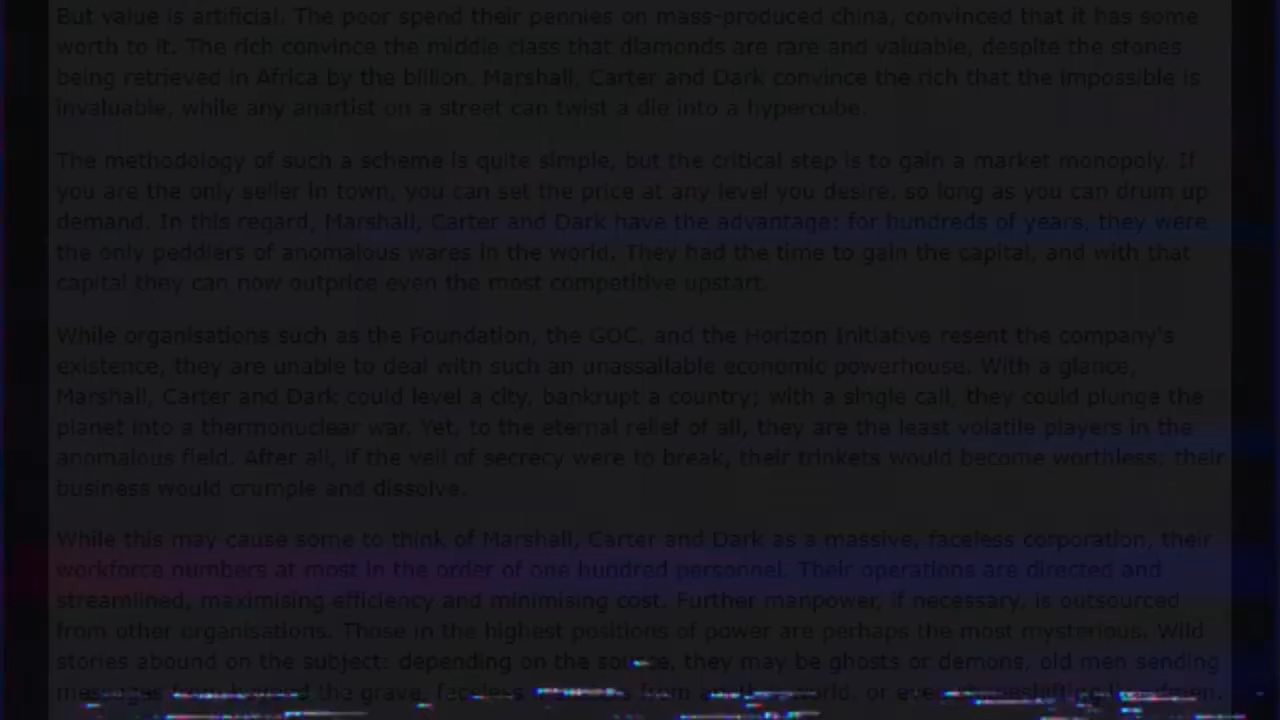 But value is artificial. The poor spend their pennies on mass-produced china, convinced that it has some
worth to it. The rich convince the middle class that diamonds are rare and valuable, despite the stones
being retrieved in Africa by the billion. Marshall, Carter and Dark convince the rich that the impossible is
invaluable, while any anartist on a street can twist a die into a hypercube.
The methodology of such a scheme is quite simple, but the critical step is to gain a market monopoly. If
you are the only seller in town, you can set the price at any level you desire, so long as you can drum up
demand. In this regard, Marshall, Carter and Dark have the advantage: for hundreds of years, they were
the only peddlers of anomalous wares in the world. They had the time to gain the capital, and with that
capital they can now outprice even the most competitive upstart.
While organisations such as the Foundation, the GOC, and the Horizon Initiative resent the company's
existence, they are unable to deal with such an unassailable economic powerhouse. With a glance,
Marshall, Carter and Dark could level a city, bankrupt a country; with a single call, they could plunge the
planet into a thermonuclear war. Yet, to the eternal relief of all, they are the least volatile players in the
anomalous field. After all, if the veil of secrecy were to break, their trinkets would become worthless; their
business would crumple and dissolve.
While this may cause some to think of Marshall, Carter and Dark as a massive, faceless corporation, their
workforce numbers at most in the order of one hundred personnel. Their operations are directed and
streamlined, maximising efficiency and minimising cost. Further manpower, if necessary, is outsourced
from other organisations. Those in the highest positions of power are perhaps the most mysterious. Wild
stories abound on the subject: depending on the source, they may be ghosts or demons, old men sending
messages from beyond the grave, faceless from another world, or even